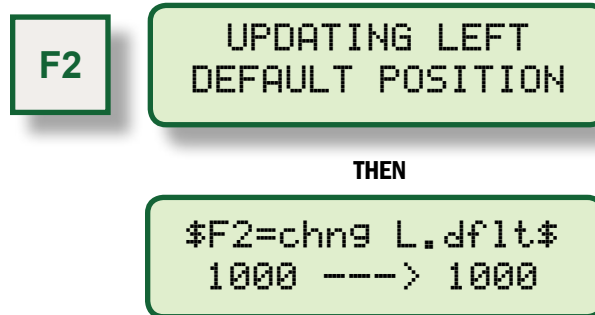 F2
UPDATING LEFT
DEFAULT POSITION
THEN
$F2=chng L.dflt$
1000 ---> 1000